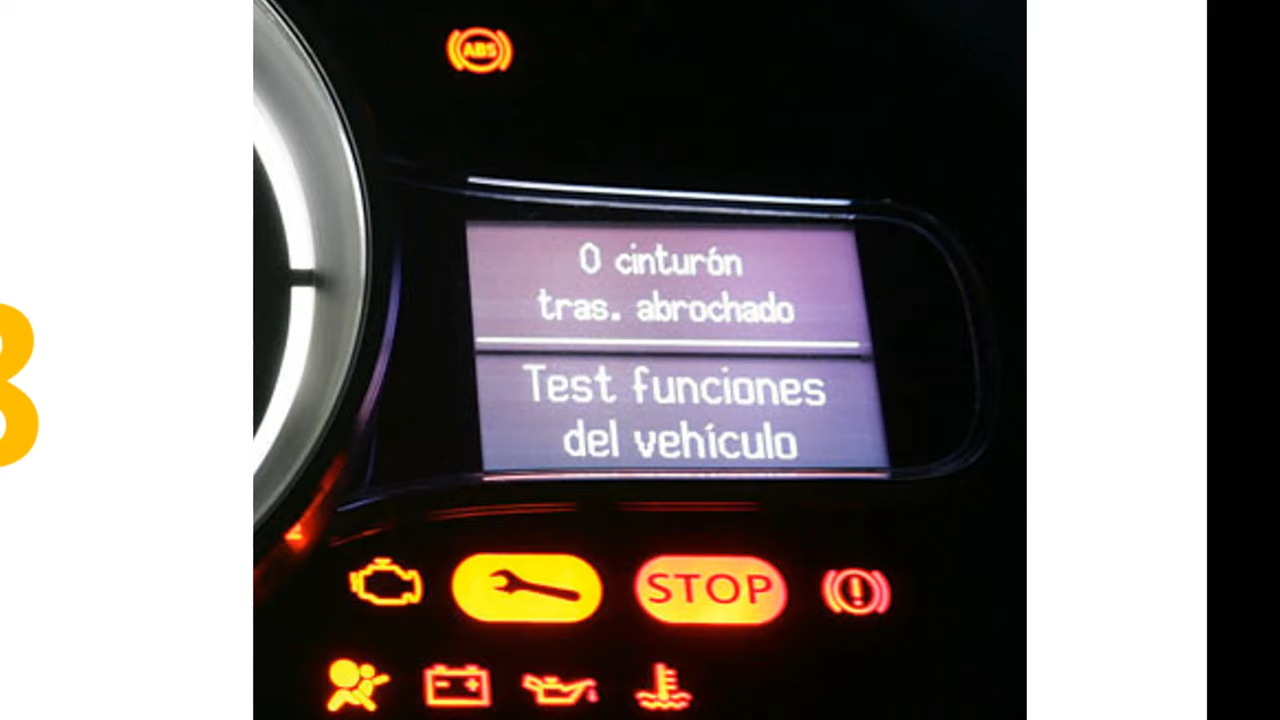 ABS
0 cinturón
tras. abrochado
Test funciones
del vehículo
STOP